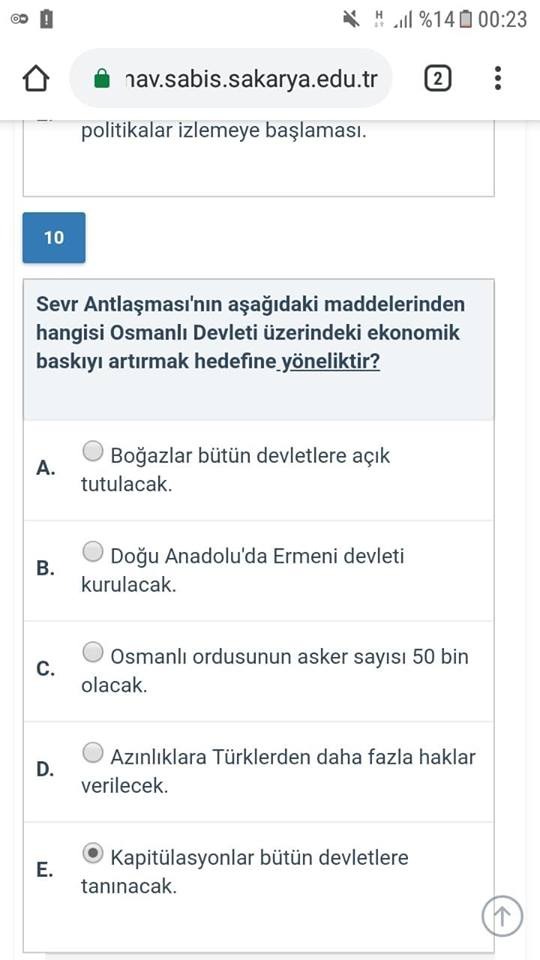 H %14 00:23
nav.sabis.sakarya.edu.tr 2
politikalar izlemeye başlaması.
10
Sevr Antlaşması'nın aşağıdaki maddelerinden
hangisi Osmanlı Devleti üzerindeki ekonomik
baskıyı artırmak hedefine yöneliktir?
A. Boğazlar bütün devletlere açık
tutulacak.
B. Doğu Anadolu'da Ermeni devleti
kurulacak.
C. Osmanlı ordusunun asker sayısı 50 bin
olacak.
D. Azınlıklara Türklerden daha fazla haklar
verilecek.
E. Kapitülasyonlar bütün devletlere
tanınacak.